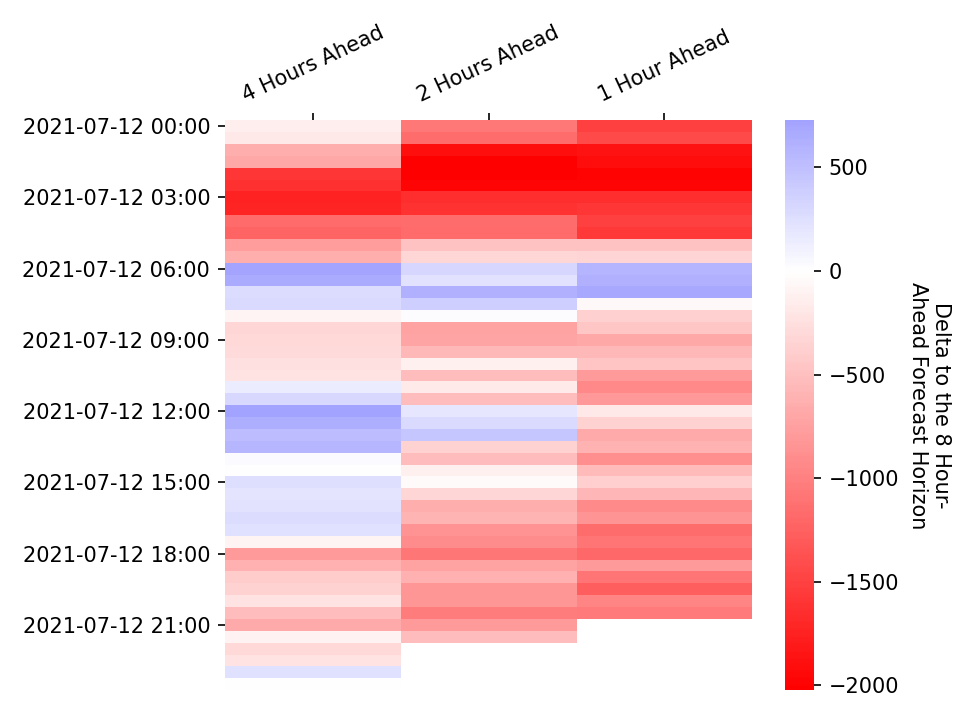 4 Hours Ahead
2 Hours Ahead
1 Hour Ahead
2021-07-12 00:00
2021-07-12 03:00
2021-07-12 06:00
2021-07-12 09:00
2021-07-12 12:00
2021-07-12 15:00
2021-07-12 18:00
2021-07-12 21:00
500
0
−500
−1000
−1500
−2000
Delta to the 8 Hour-
Ahead Forecast Horizon